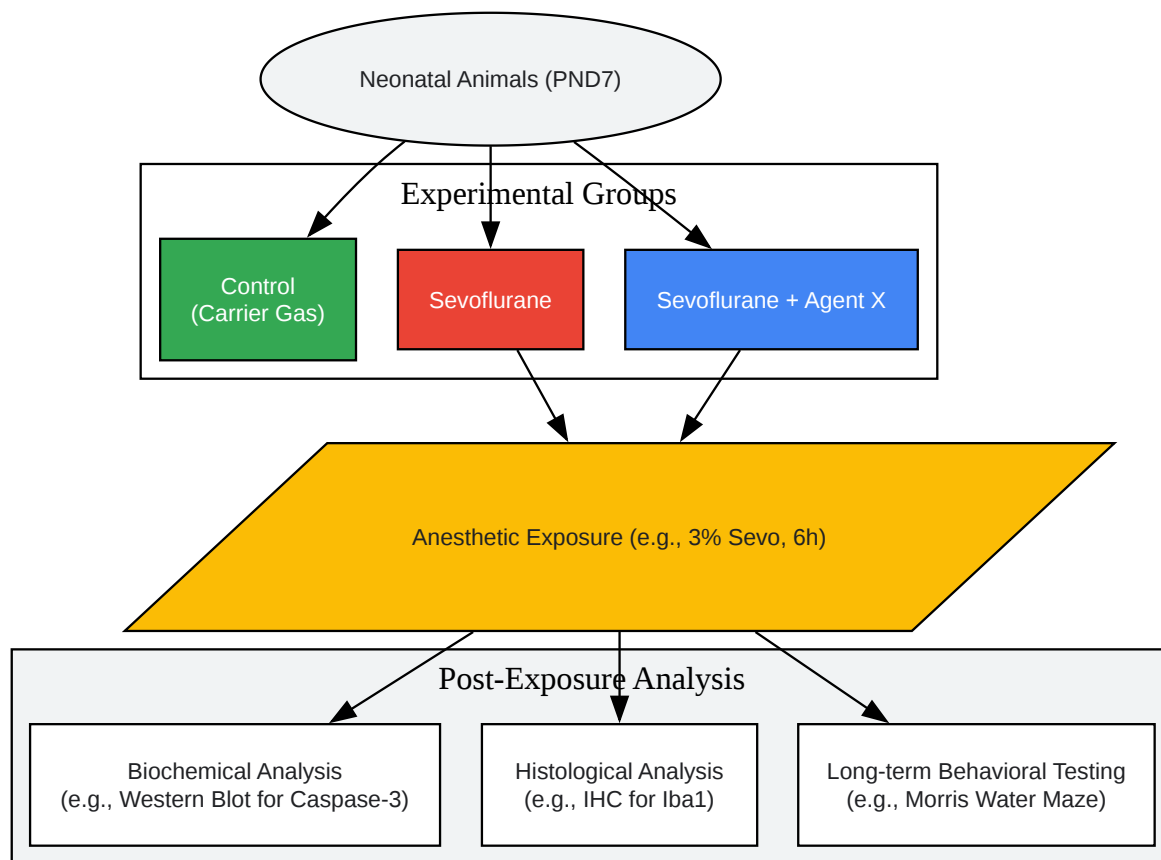 Neonatal Animals (PND7)
Experimental Groups
Control
(Carrier Gas)
Sevoflurane
Sevoflurane + Agent X
Anesthetic Exposure (e.g., 3% Sevo, 6h)
Post-Exposure Analysis
Biochemical Analysis
(e.g., Western Blot for Caspase-3)
Histological Analysis
(e.g., IHC for Iba1)
Long-term Behavioral Testing
(e.g., Morris Water Maze)